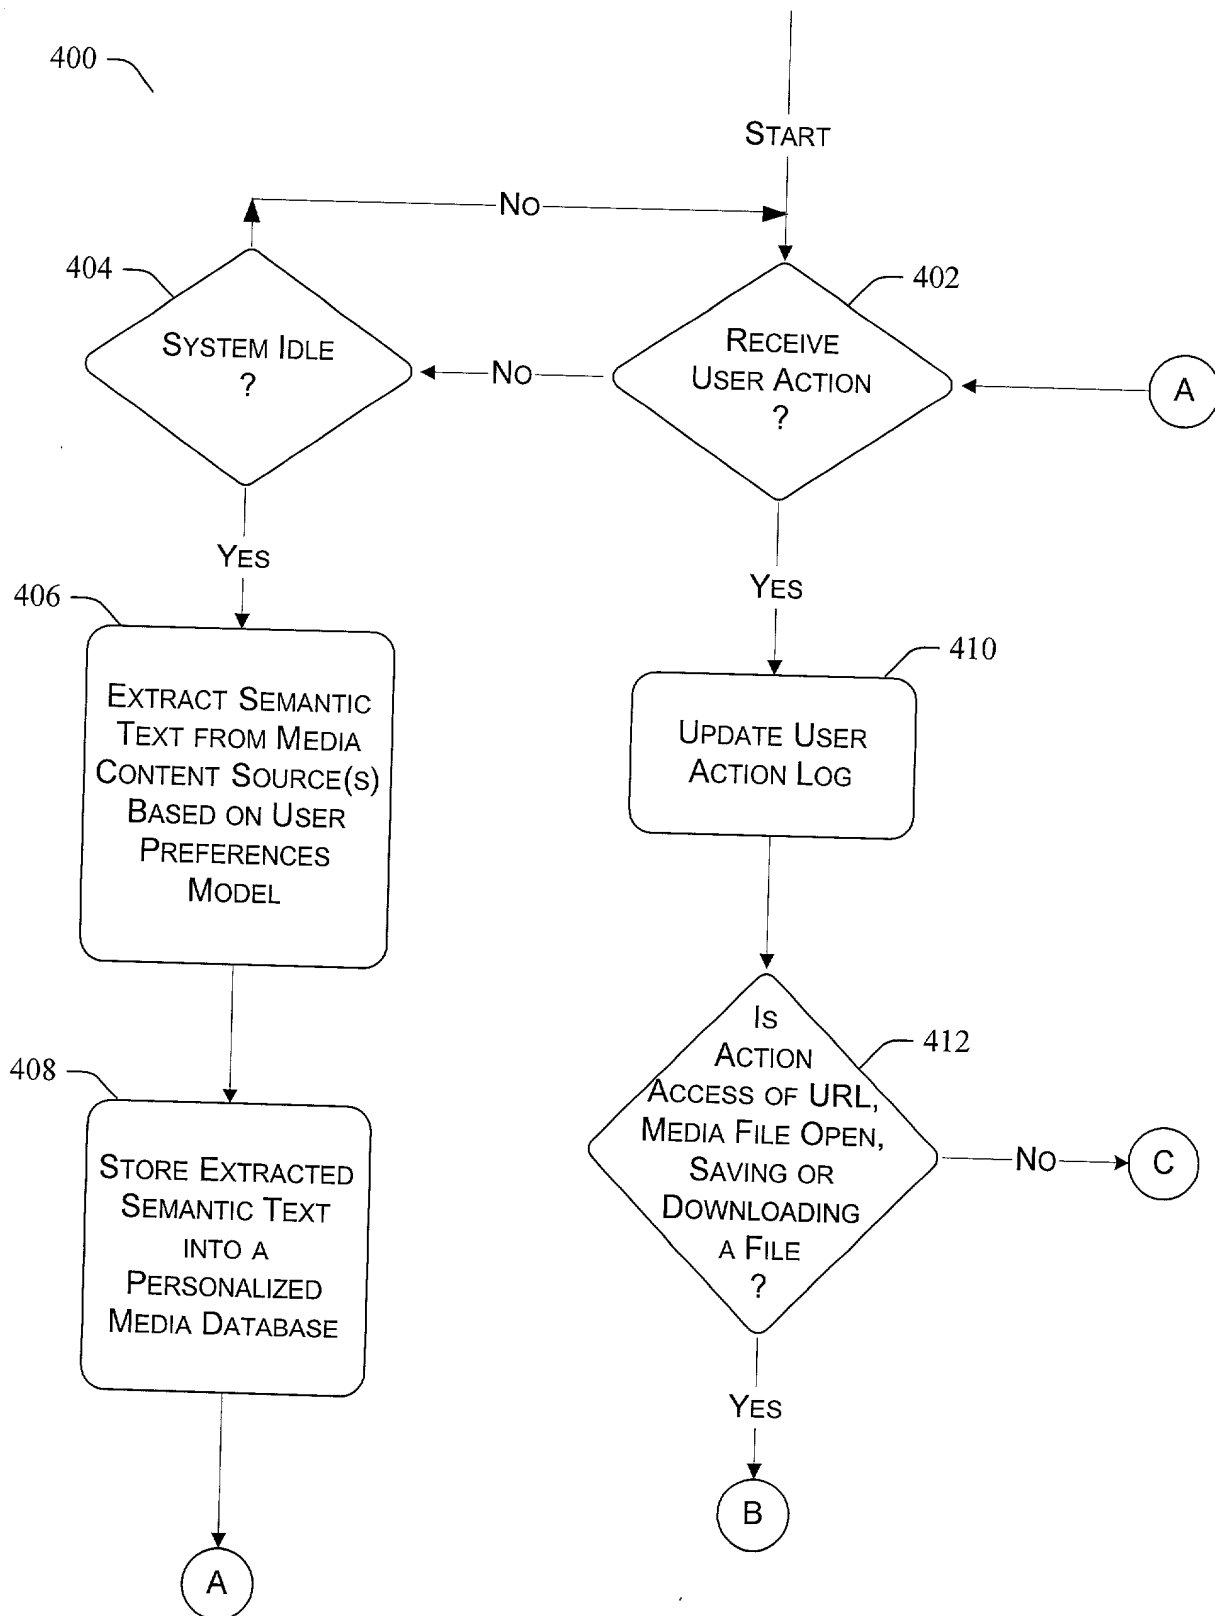 400
START
NO
404
402
SYSTEM IDLE
?
NO
RECEIVE
USER ACTION
?
A
YES
YES
406
410
EXTRACT SEMANTIC
TEXT FROM MEDIA
CONTENT SOURCE(S)
BASED ON USER
PREFERENCES
MODEL
UPDATE USER
ACTION LOG
408
412
IS
ACTION
ACCESS OF URL,
MEDIA FILE OPEN,
SAVING OR
DOWNLOADING
A FILE
?
NO
C
STORE EXTRACTED
SEMANTIC TEXT
INTO A
PERSONALIZED
MEDIA DATABASE
YES
B
A